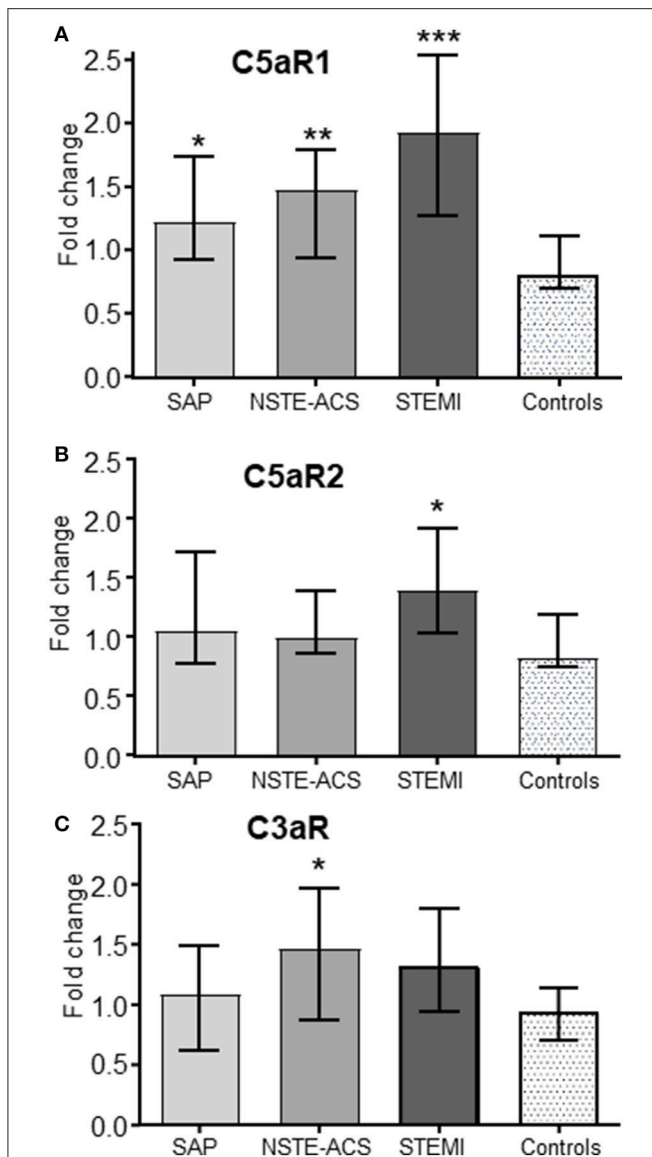 A
C5aR1
***
**
*
Fold change
2.5
2.0
1.5
1.0
0.5
0.0
SAP NSTE-ACS STEMI Controls
B
C5aR2
*
Fold change
2.5
2.0
1.5
1.0
0.5
0.0
SAP NSTE-ACS STEMI Controls
C
C3aR
*
Fold change
2.5
2.0
1.5
1.0
0.5
0.0
SAP NSTE-ACS STEMI Controls